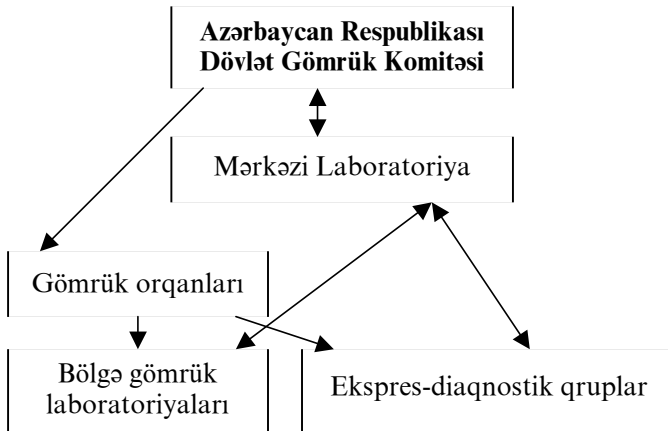 Azərbaycan Respublikası
Dövlət Gömrük Komitəsi
Mərkəzi Laboratoriya
Gömrük orqanları
Bölgə gömrük
laboratoriyaları
Ekspres-diaqnostik qruplar